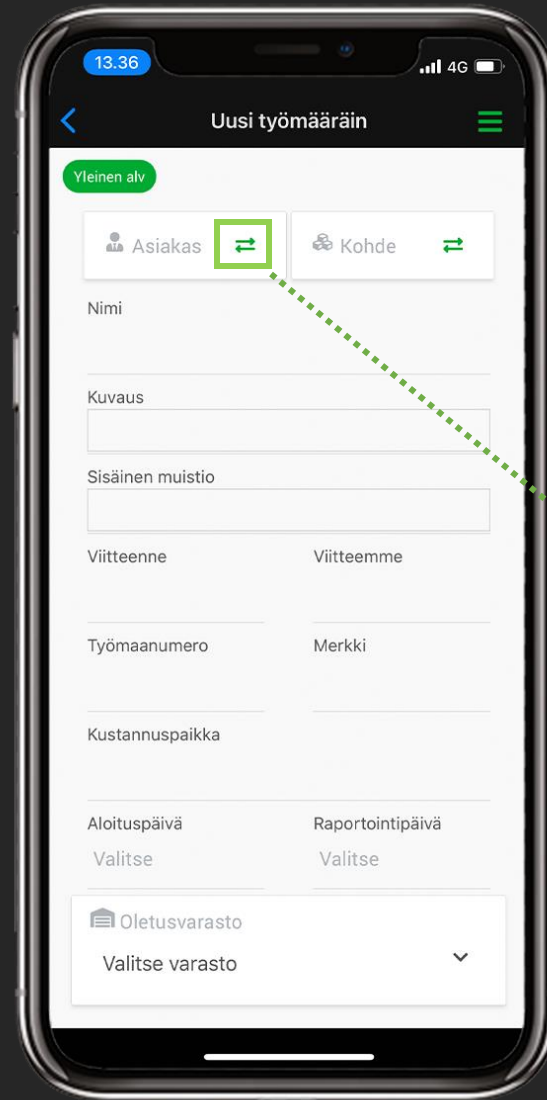 13.36
4G
Uusi työmääräin
Yleinen alv
Asiakas
Kohde
Nimi
Kuvaus
Sisäinen muistio
Viitteenne Viitteemme
Työmaanumero Merkki
Kustannuspaikka
Aloituspäivä Raportointipäivä
Valitse Valitse
Oletusvarasto
Valitse varasto